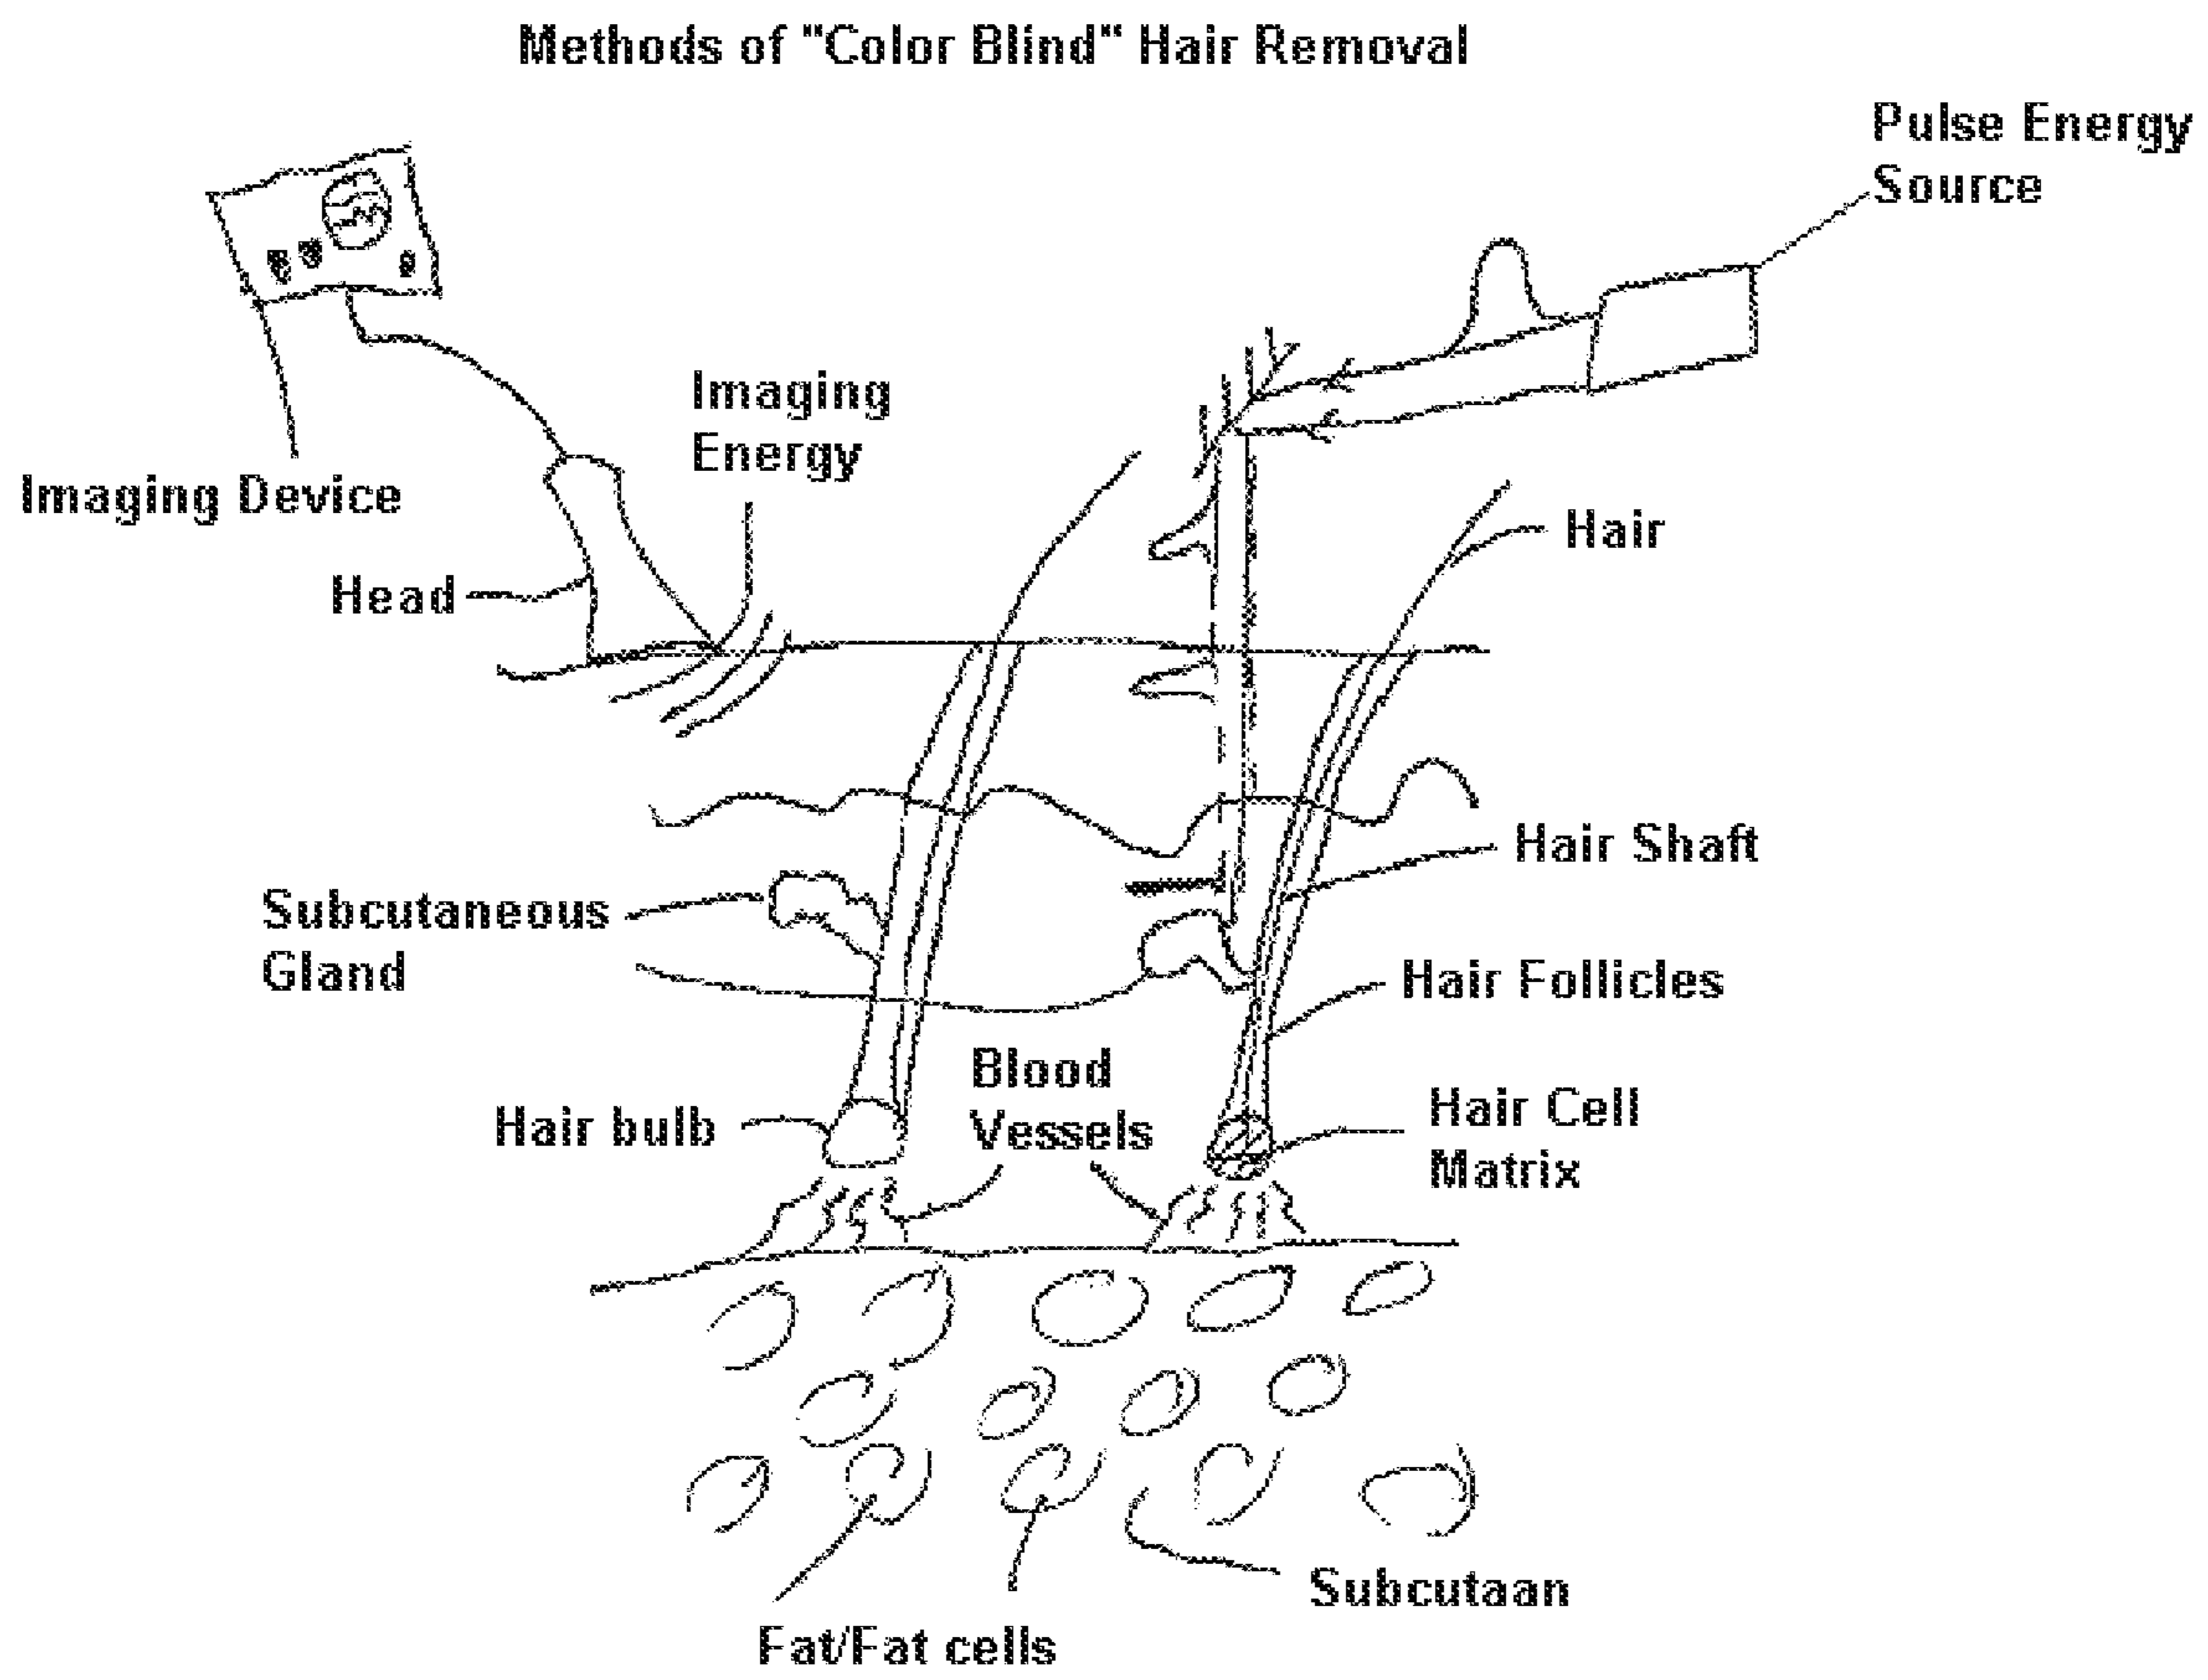 Methods of "Color Blind" Hair Removal
Pulse Energy
Source
Imaging
Energy
Imaging Device
Hair
Head
Hair Shaft
Subcutaneous
Gland
Hair Follicles
Blood
Vessels
Hair bulb
Hair Cell
Matrix
Subcutaan
Fat/Fat cells